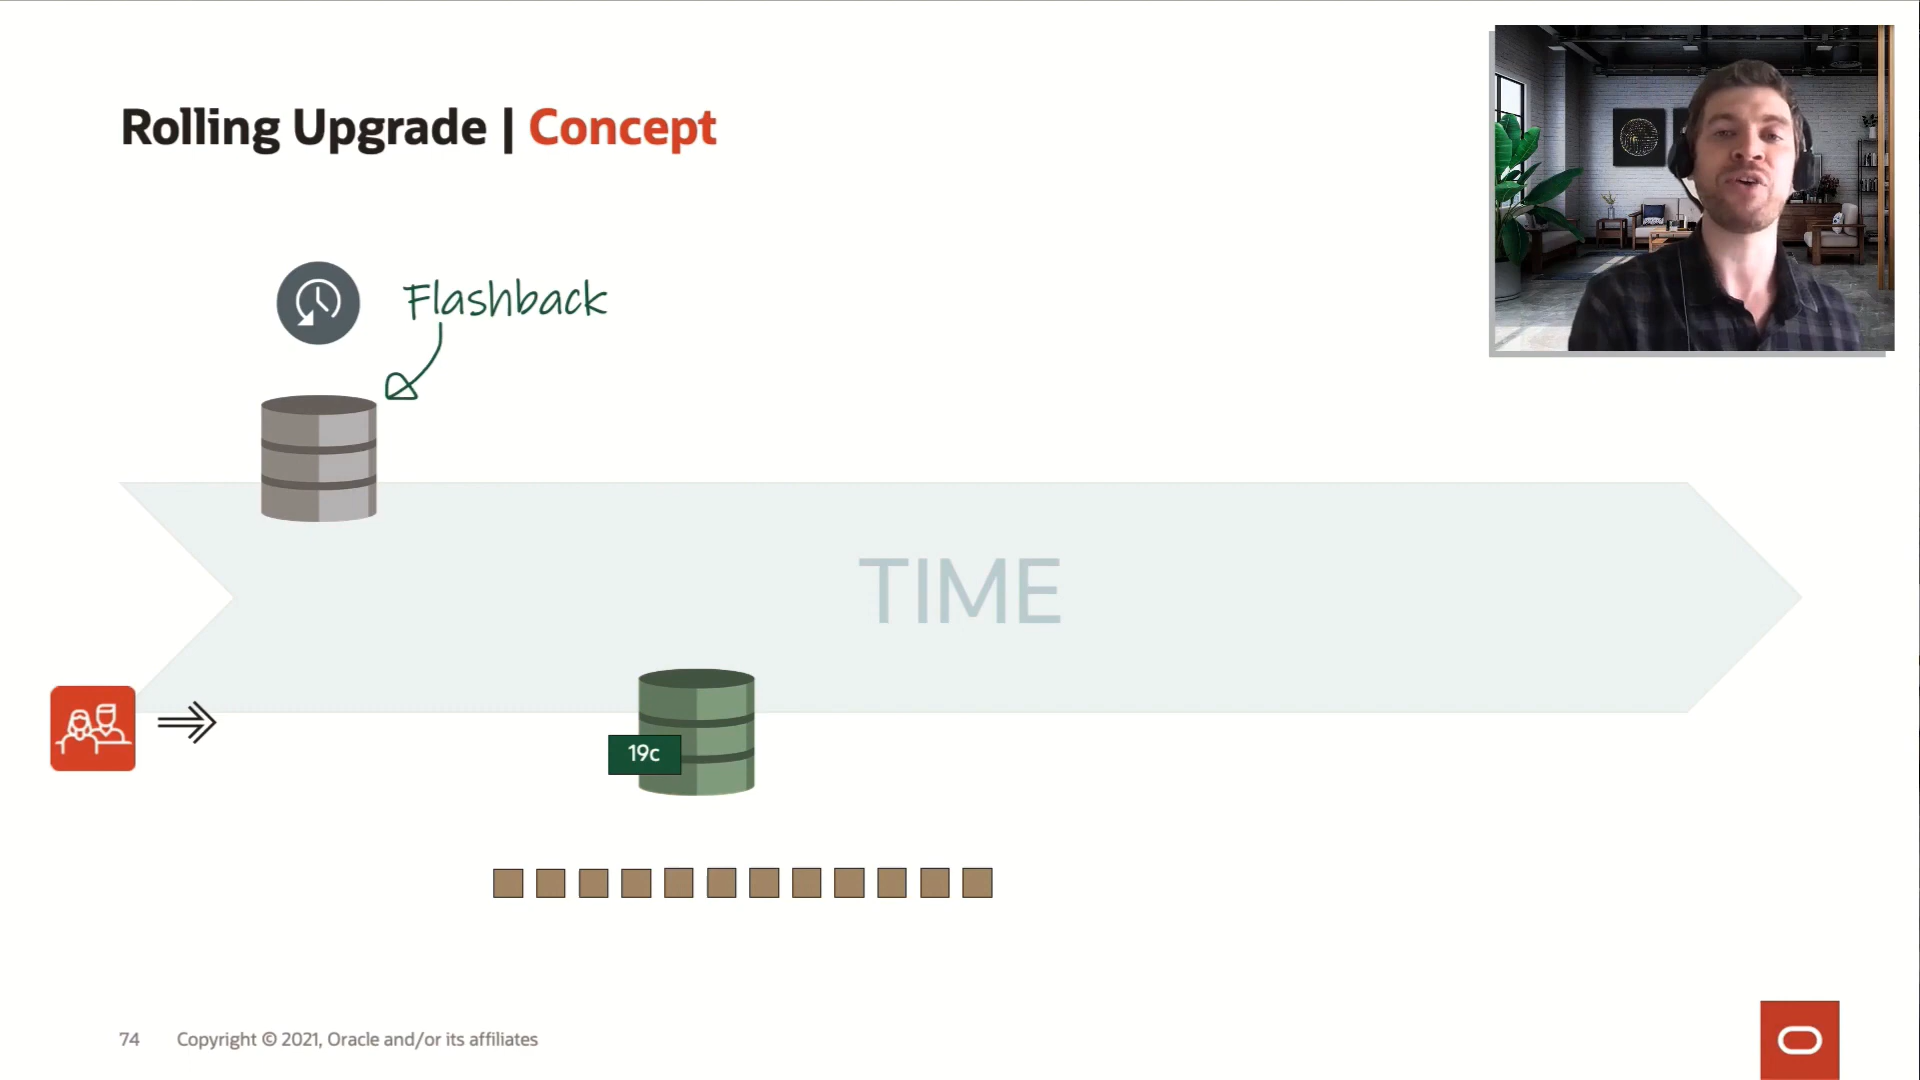 Rolling Upgrade | Concept
Flashback
TIME
19c
74 Copyright © 2021, Oracle and/or its affiliates